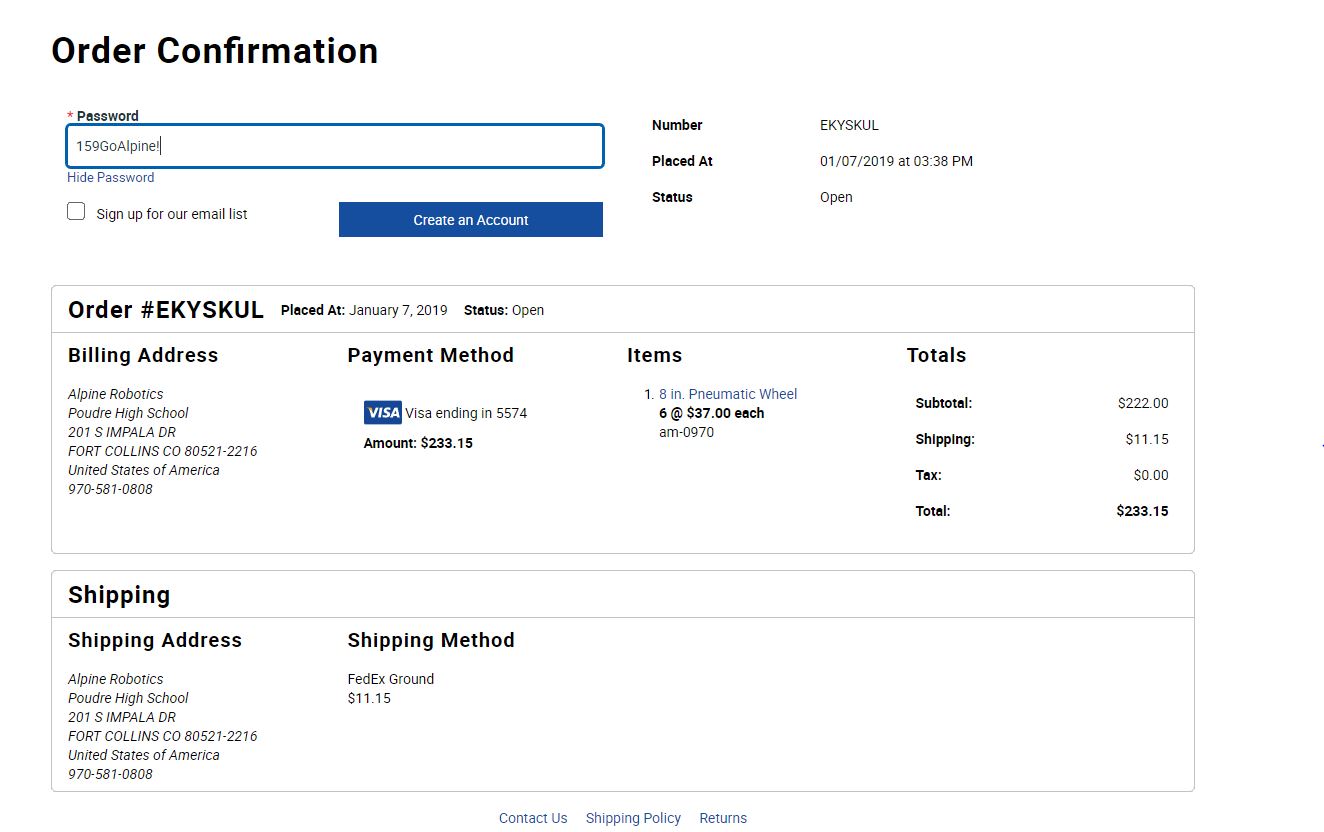 Order Confirmation
* Password
159GoAlpine!
Hide Password
Sign up for our email list
Create an Account
Number EKYSKUL
Placed At 01/07/2019 at 03:38 PM
Status Open
Order #EKYSKUL Placed At: January 7, 2019 Status: Open
Billing Address
Alpine Robotics
Poudre High School
201 S IMPALA DR
FORT COLLINS CO 80521-2216
United States of America
970-581-0808
Payment Method
VISA Visa ending in 5574
Amount: $233.15
Items
1. 8 in. Pneumatic Wheel
6 @ $37.00 each
am-0970
Totals
Subtotal: $222.00
Shipping: $11.15
Tax: $0.00
Total: $233.15
Shipping
Shipping Address
Alpine Robotics
Poudre High School
201 S IMPALA DR
FORT COLLINS CO 80521-2216
United States of America
970-581-0808
Shipping Method
FedEx Ground
$11.15
Contact Us Shipping Policy Returns